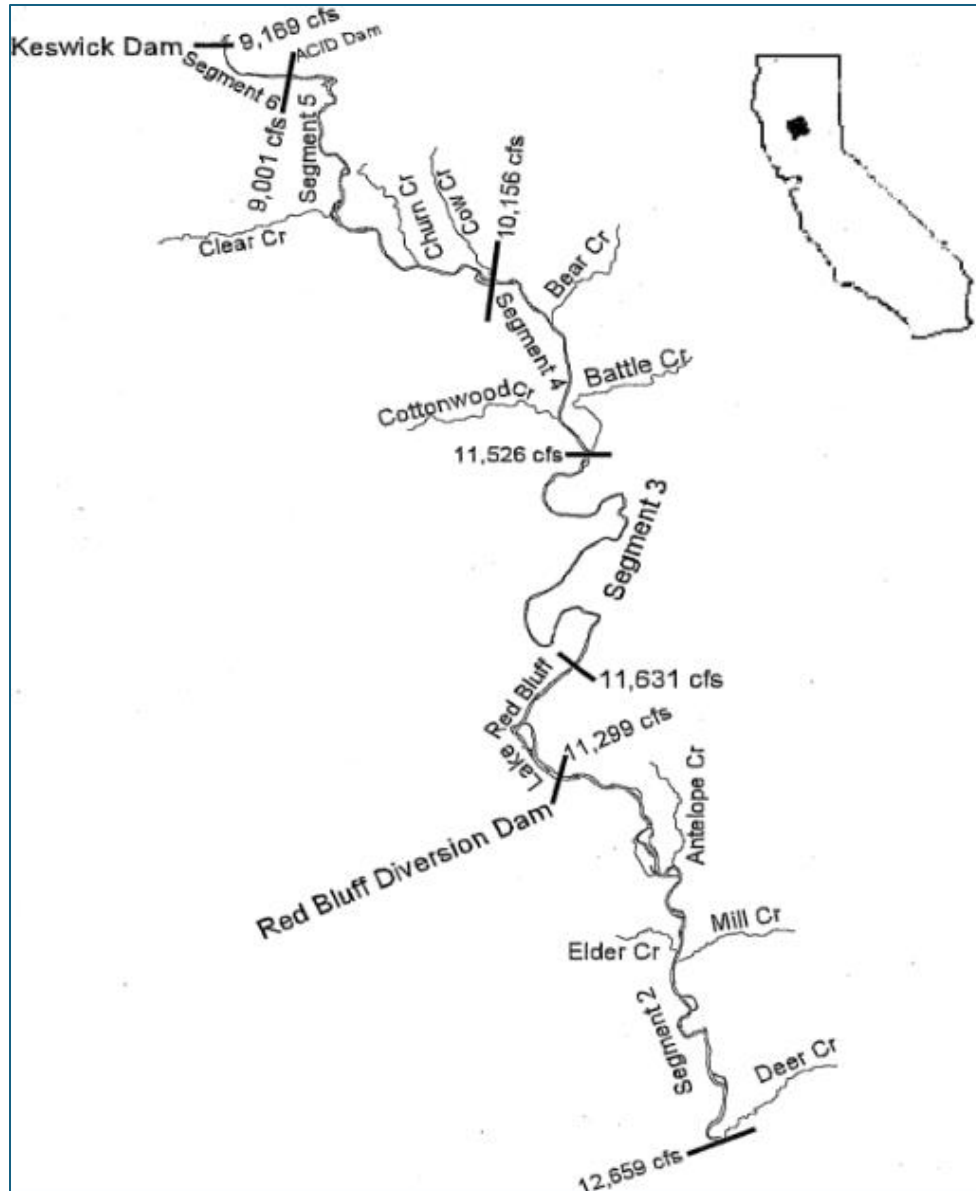 Keswick Dam
9,169 cfs
ACID Dam
Segment 6
9,001 cfs
Segment 5
Clear Cr
Churn Cr
Cow Cr
10,156 cfs
Bear Cr
Segment 4
Battle Cr
Cottonwood Cr
11,526 cfs
Segment 3
11,631 cfs
Lake Red Bluff
11,299 cfs
Red Bluff Diversion Dam
Antelope Cr
Elder Cr
Mill Cr
Segment 2
Deer Cr
12,659 cfs